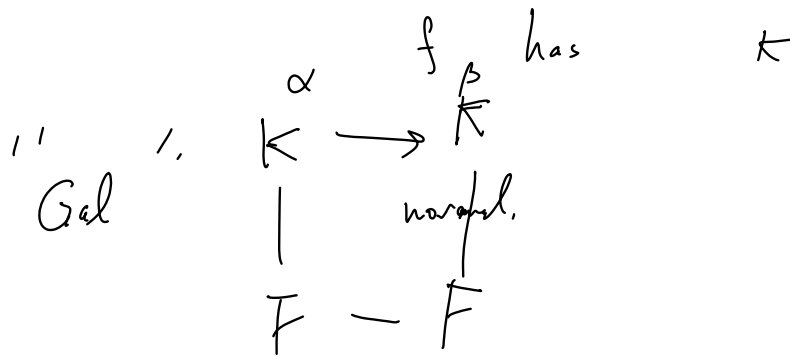 f has K
α β
" Gal " K → K
normal.
F — F